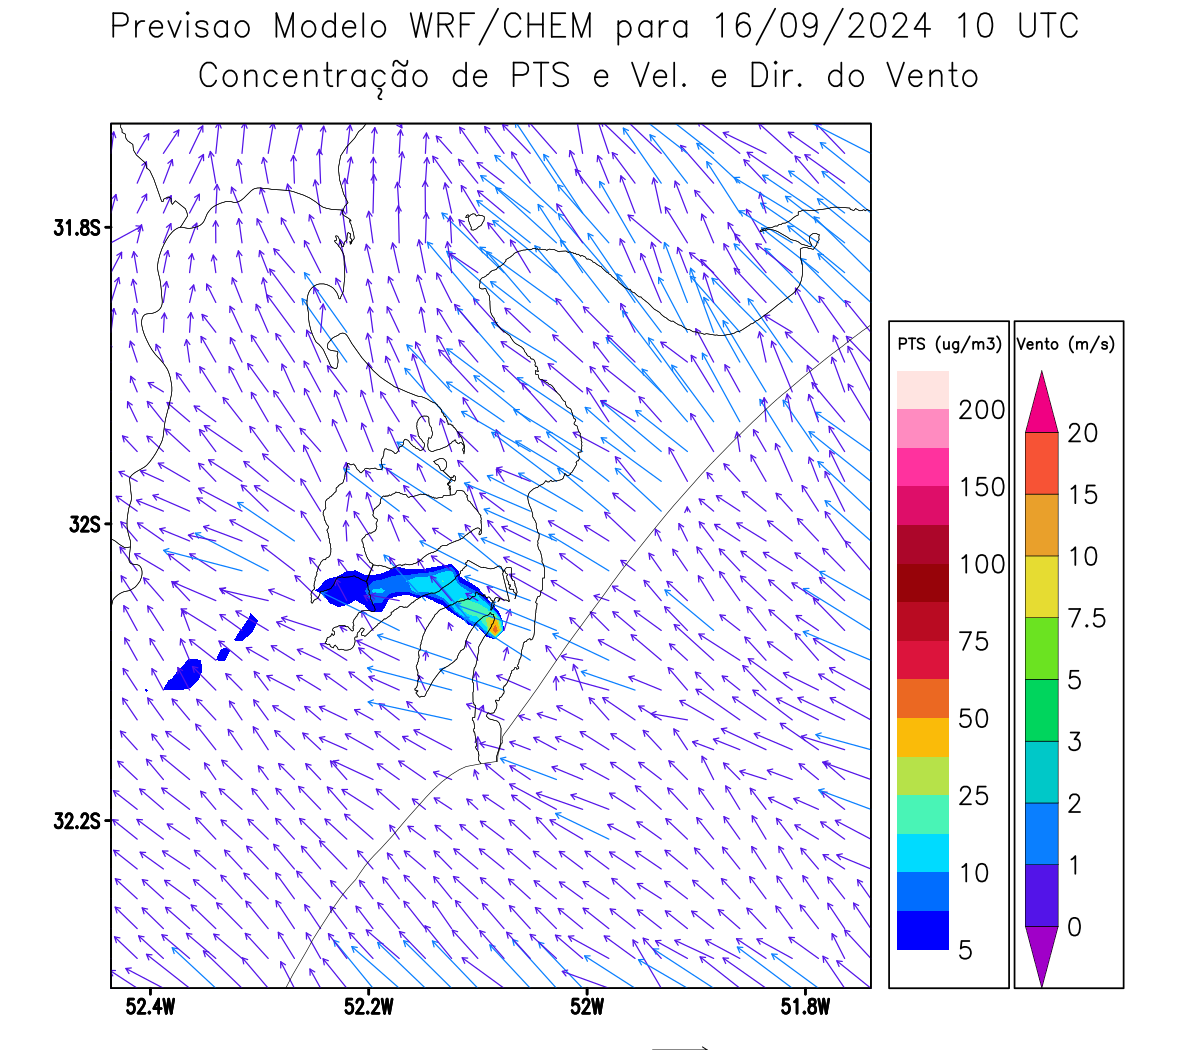 Previsao Modelo WRF/CHEM para 16/09/2024 10 UTC
Concentração de PTS e Vel. e Dir. do Vento
31.8S
32S
32.2S
52.4W
52.2W
52W
51.8W
PTS (ug/m3)
200
150
100
75
50
25
10
5
Vento (m/s)
20
15
10
7.5
5
3
2
1
0